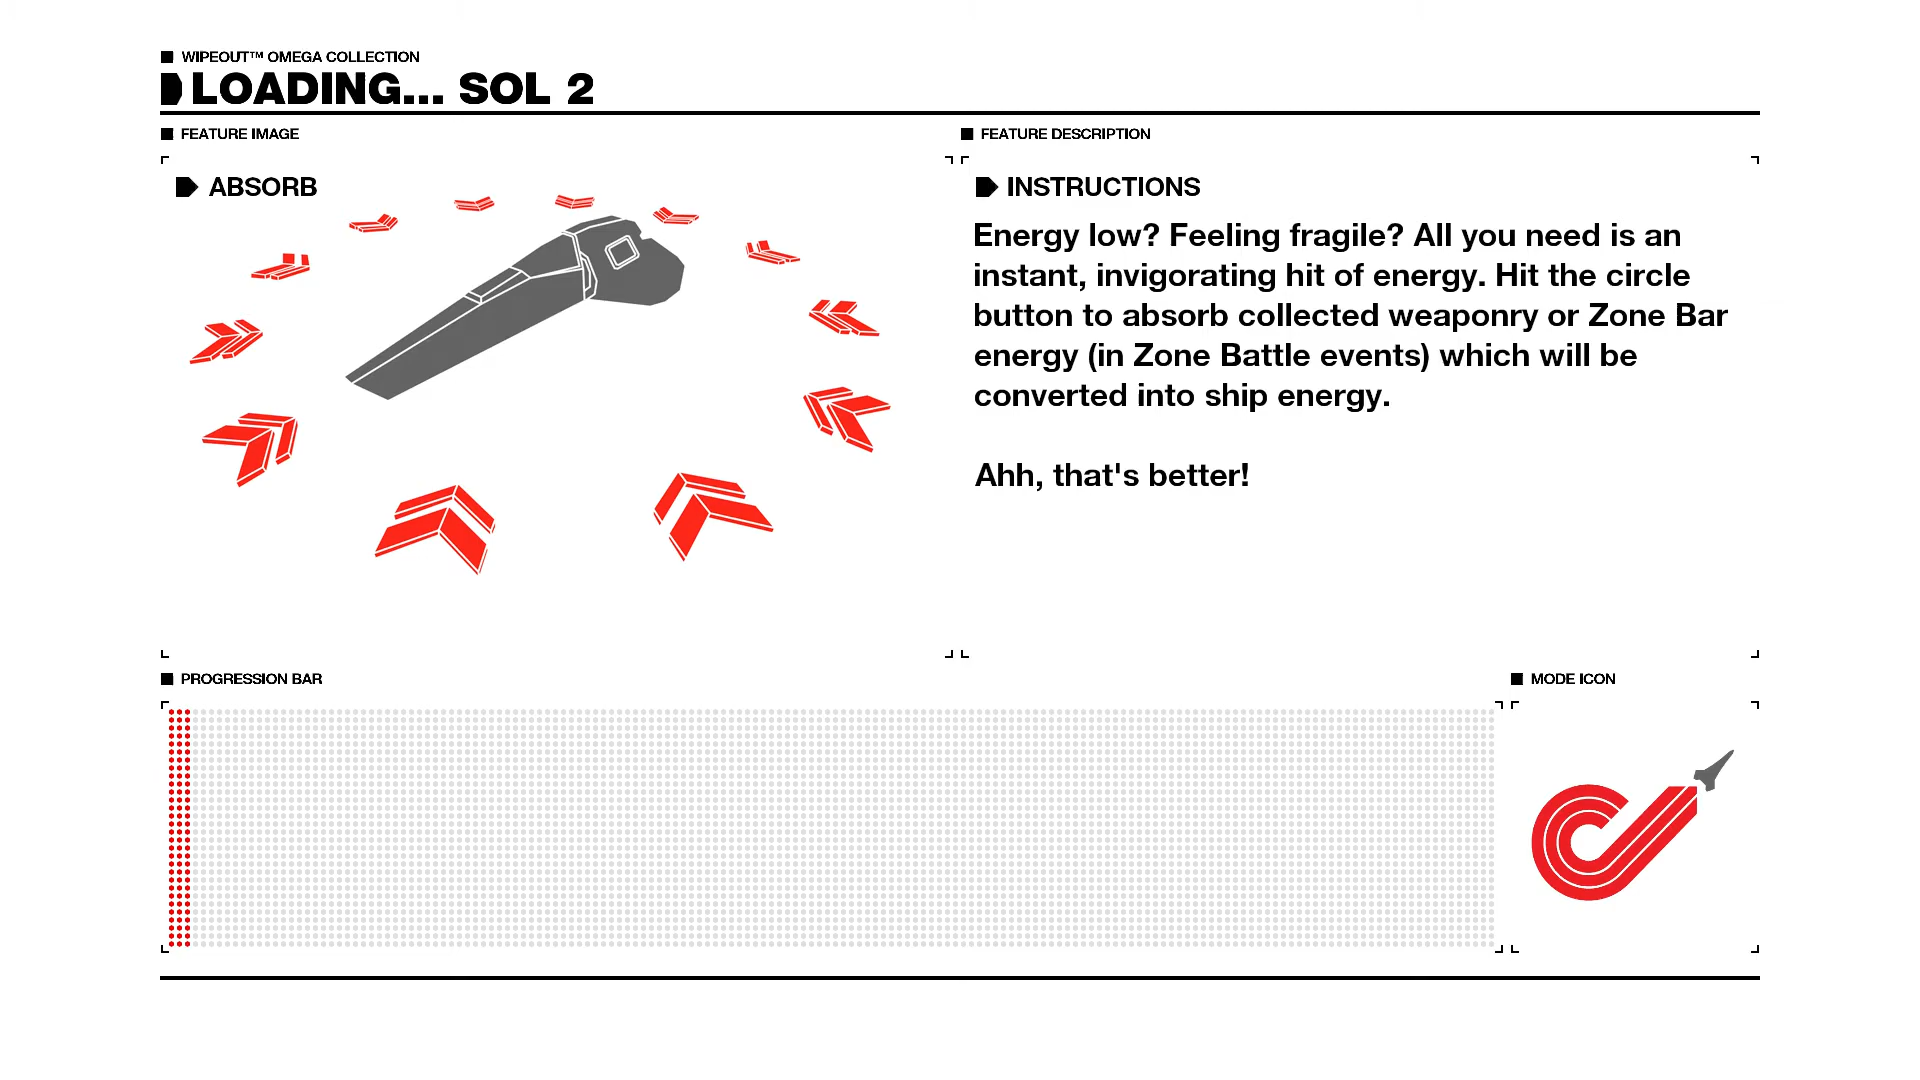 WIPEOUT™ OMEGA COLLECTION
LOADING... SOL 2
FEATURE IMAGE
ABSORB
FEATURE DESCRIPTION
INSTRUCTIONS
Energy low? Feeling fragile? All you need is an
instant, invigorating hit of energy. Hit the circle
button to absorb collected weaponry or Zone Bar
energy (in Zone Battle events) which will be
converted into ship energy.
Ahh, that's better!
PROGRESSION BAR
MODE ICON